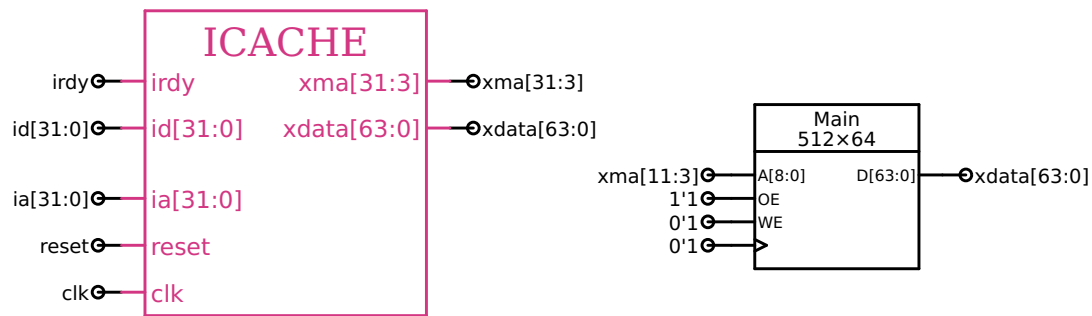 ICACHE
irdy irdy xma[31:3] xma[31:3]
id[31:0] id[31:0] xdata[63:0] xdata[63:0]
ia[31:0] ia[31:0]
reset reset
clk clk
Main
512×64
xma[11:3] A[8:0] D[63:0] xdata[63:0]
1'1 OE
0'1 WE
0'1